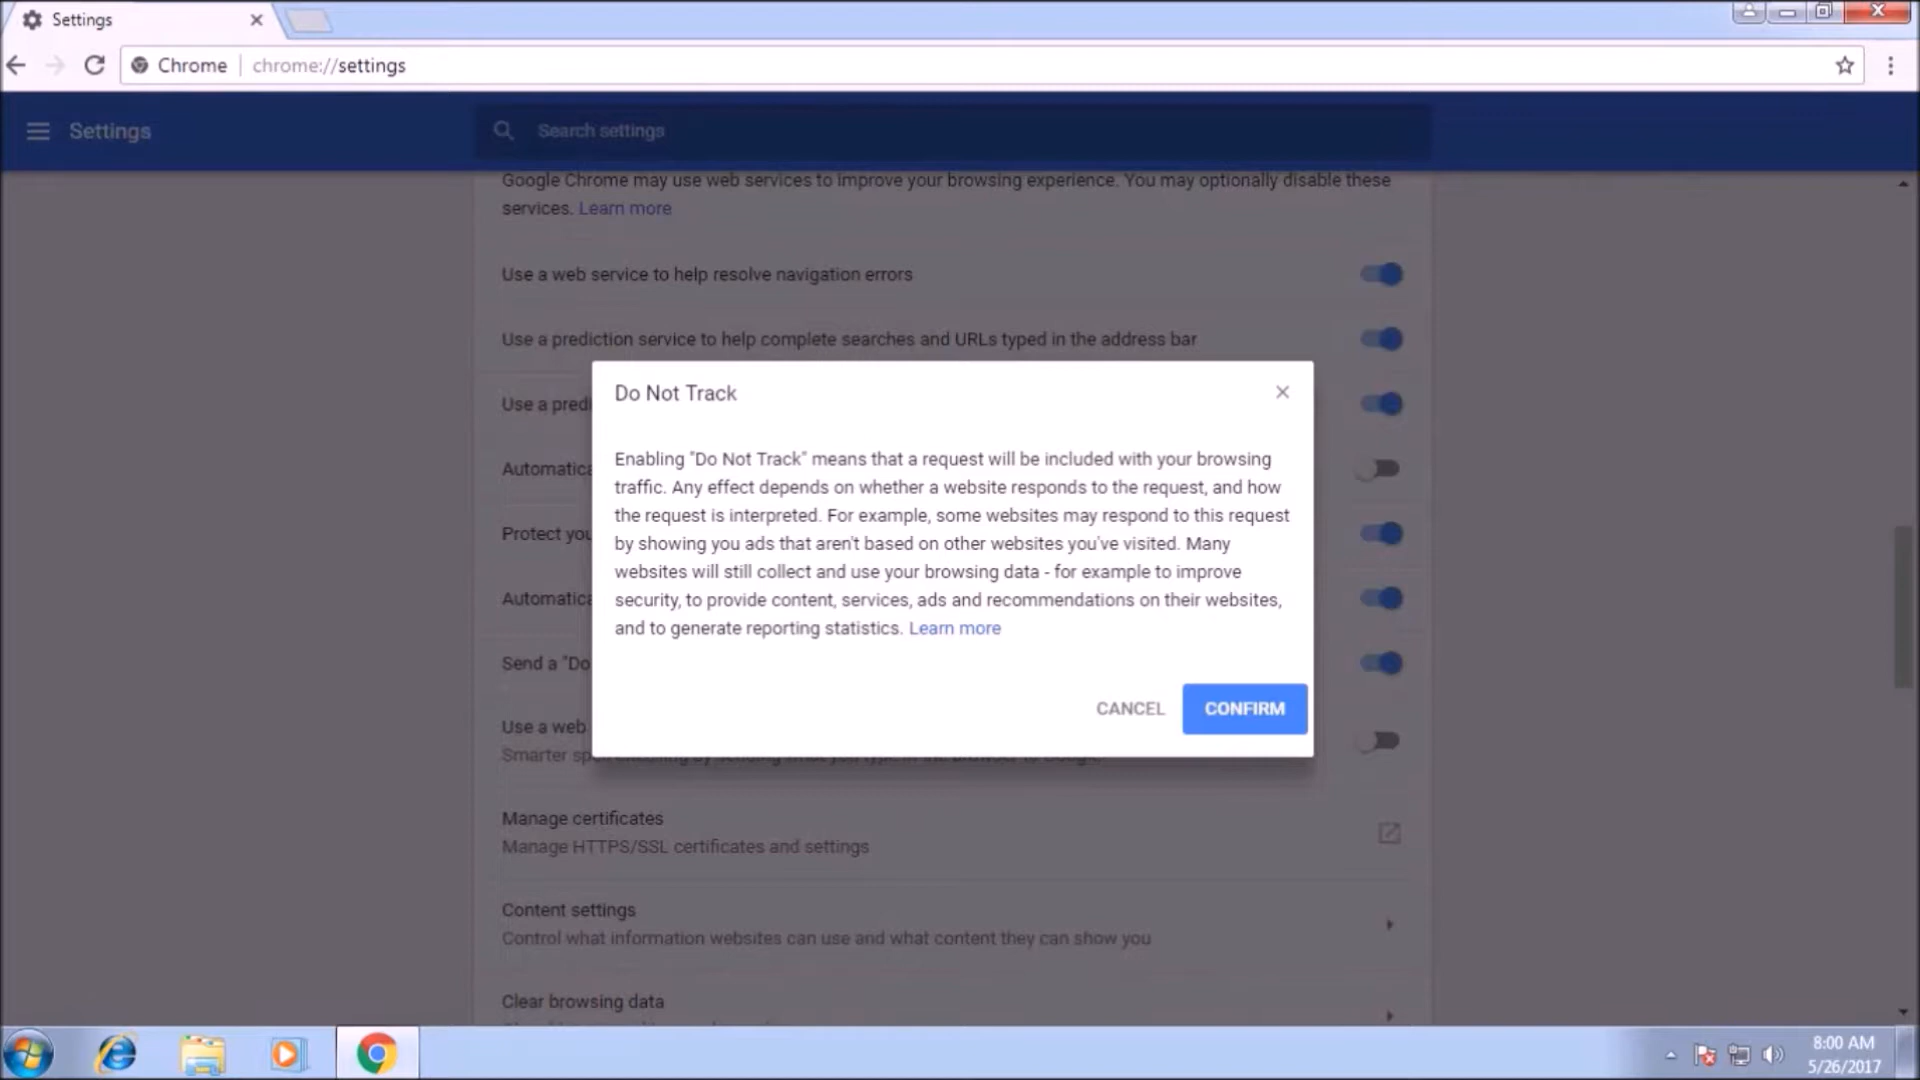 Settings
Chrome
chrome://settings
Settings
Search settings
Google Chrome may use web services to improve your browsing experience. You may optionally disable these
services. Learn more
Use a web service to help resolve navigation errors
Use a prediction service to help complete searches and URLs typed in the address bar
Use a predi
Automatica
Protect you
Automatica
Send a "Do
Use a web
Smarter sp
Do Not Track
Enabling "Do Not Track" means that a request will be included with your browsing
traffic. Any effect depends on whether a website responds to the request, and how
the request is interpreted. For example, some websites may respond to this request
by showing you ads that aren't based on other websites you've visited. Many
websites will still collect and use your browsing data - for example to improve
security, to provide content, services, ads and recommendations on their websites,
and to generate reporting statistics. Learn more
CANCEL
CONFIRM
Manage certificates
Manage HTTPS/SSL certificates and settings
Content settings
Control what information websites can use and what content they can show you
Clear browsing data
8:00 AM
5/26/2017